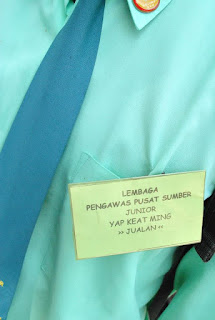 LEMBAGA
PENGAWAS PUSAT SUMBER
JUNIOR
YAP KEAT MING
>> JUALAN <<